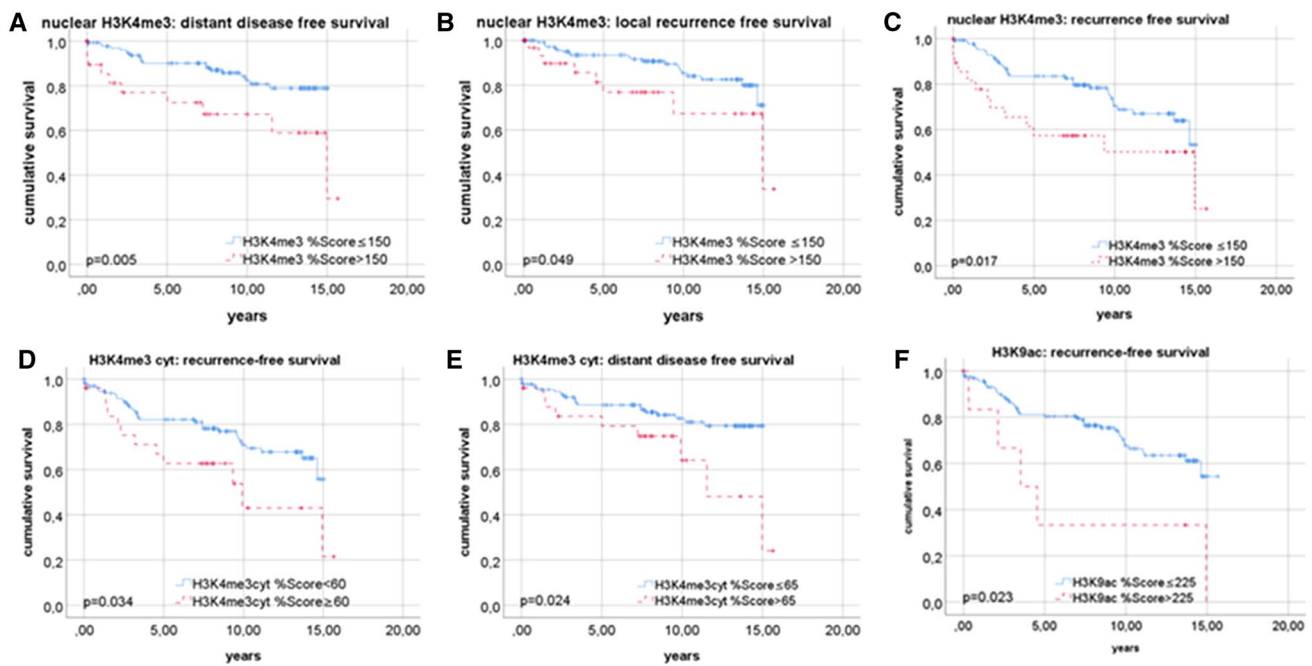 A
nuclear H3K4me3: distant disease free survival
cumulative survival
1,0
0,8
0,6
0,4
0,2
0,0
H3K4me3 %Score≤150
H3K4me3 %Score>150
p=0.005
,00 5,00 10,00 15,00 20,00
years
B
nuclear H3K4me3: local recurrence free survival
cumulative survival
1,0
0,8
0,6
0,4
0,2
0,0
H3K4me3 %Score ≤150
H3K4me3 %Score >150
p=0.049
,00 5,00 10,00 15,00 20,00
years
C
nuclear H3K4me3: recurrence free survival
cumulative survival
1,0
0,8
0,6
0,4
0,2
0,0
H3K4me3 %Score ≤150
H3K4me3 %Score >150
p=0.017
,00 5,00 10,00 15,00 20,00
years
D
H3K4me3 cyt: recurrence-free survival
cumulative survival
1,0
0,8
0,6
0,4
0,2
0,0
H3K4me3cyt %Score<60
H3K4me3cyt %Score≥60
p=0.034
,00 5,00 10,00 15,00 20,00
years
E
H3K4me3 cyt: distant disease free survival
cumulative survival
1,0
0,8
0,6
0,4
0,2
0,0
H3K4me3cyt %Score≤65
H3K4me3cyt %Score>65
p=0.024
,00 5,00 10,00 15,00 20,00
years
F
H3K9ac: recurrence-free survival
cumulative survival
1,0
0,8
0,6
0,4
0,2
0,0
H3K9ac %Score≤225
H3K9ac %Score>225
p=0.023
,00 5,00 10,00 15,00 20,00
years